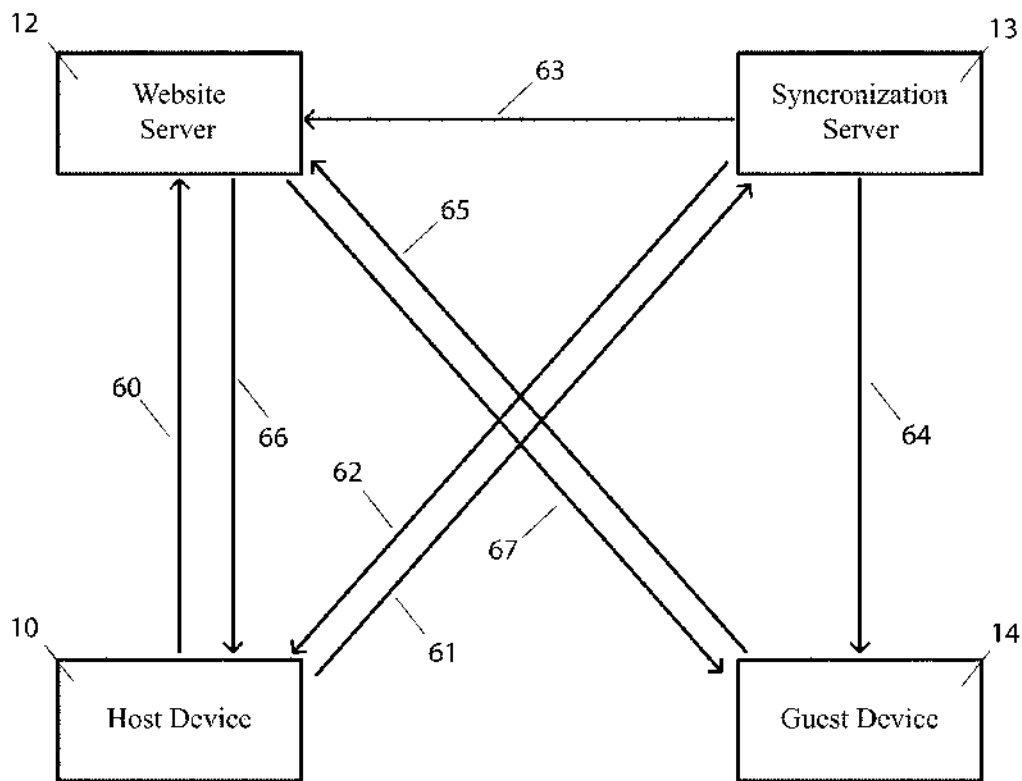 12
13
Website
Server
63
Syncronization
Server
65
60
66
62
64
67
61
10
14
Host Device
Guest Device